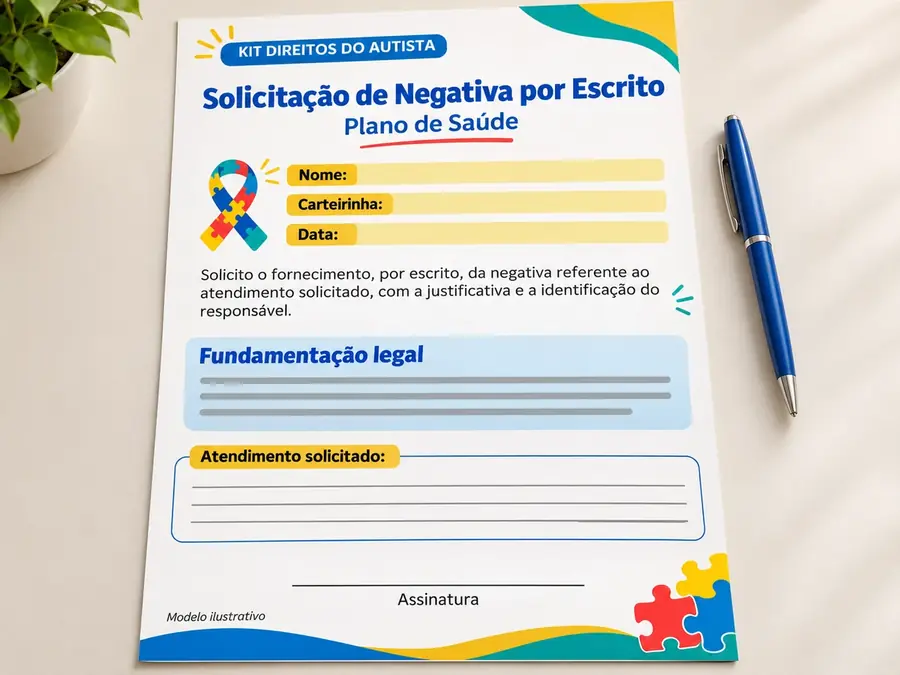 KIT DIREITOS DO AUTISTA
Solicitação de Negativa por Escrito
Plano de Saúde
Nome:
Carteirinha:
Data:
Solicito o fornecimento, por escrito, da negativa referente ao
atendimento solicitado, com a justificativa e a identificação do
responsável.
Fundamentação legal
Atendimento solicitado:
Assinatura
Modelo ilustrativo